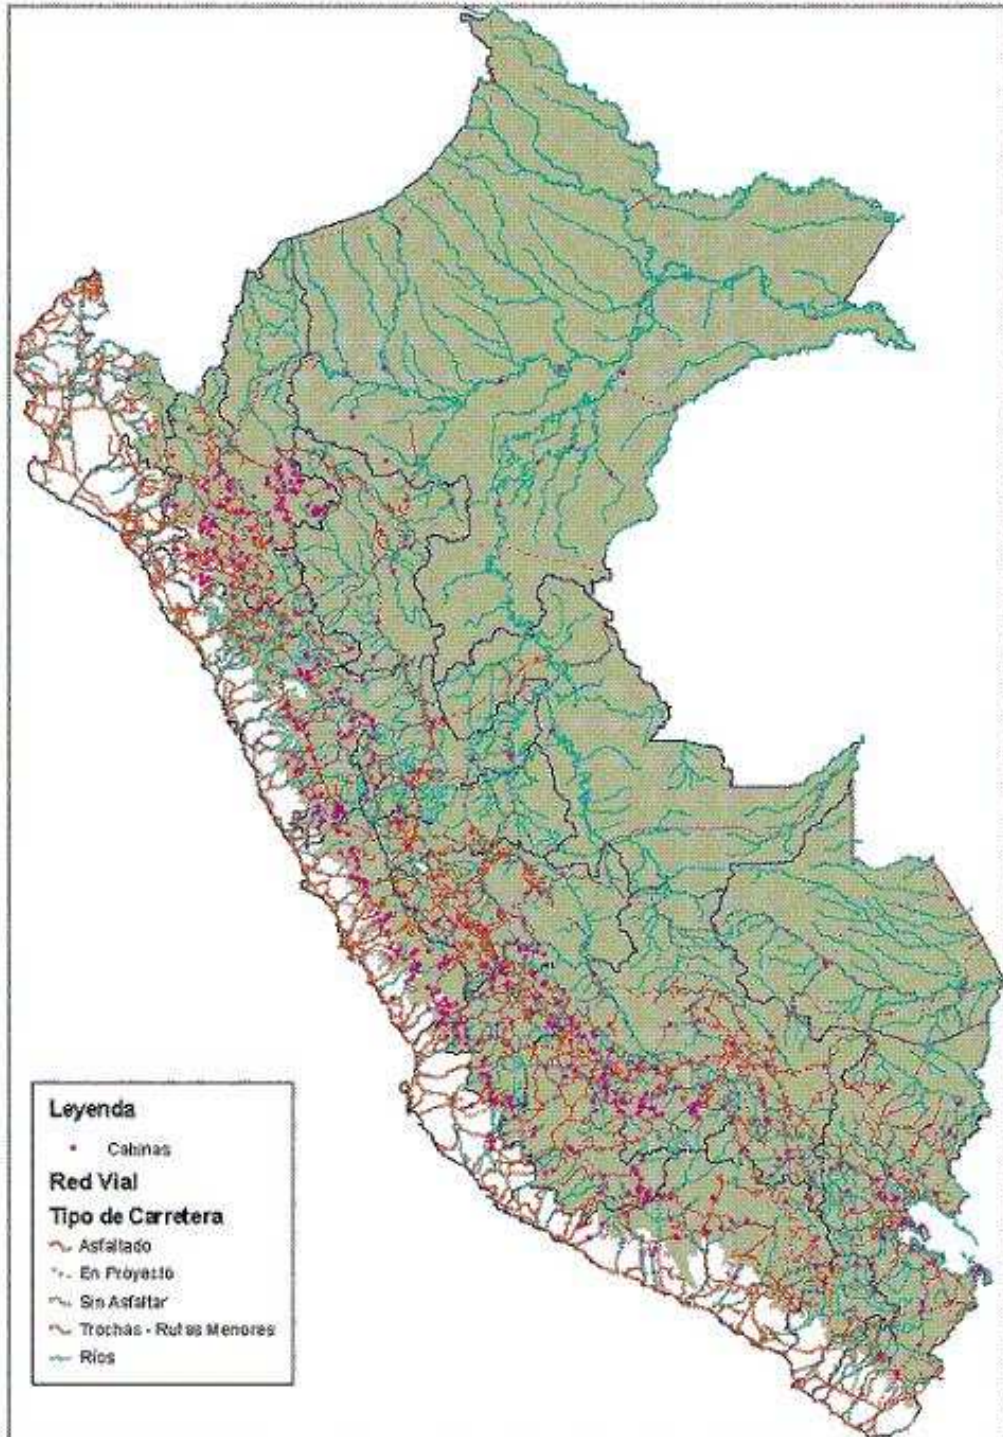 Leyenda
Cabinas
Red Vial
Tipo de Carretera
Asfaltado
En Proyecto
Sin Asfaltar
Trochas - Rutas Menores
Ríos